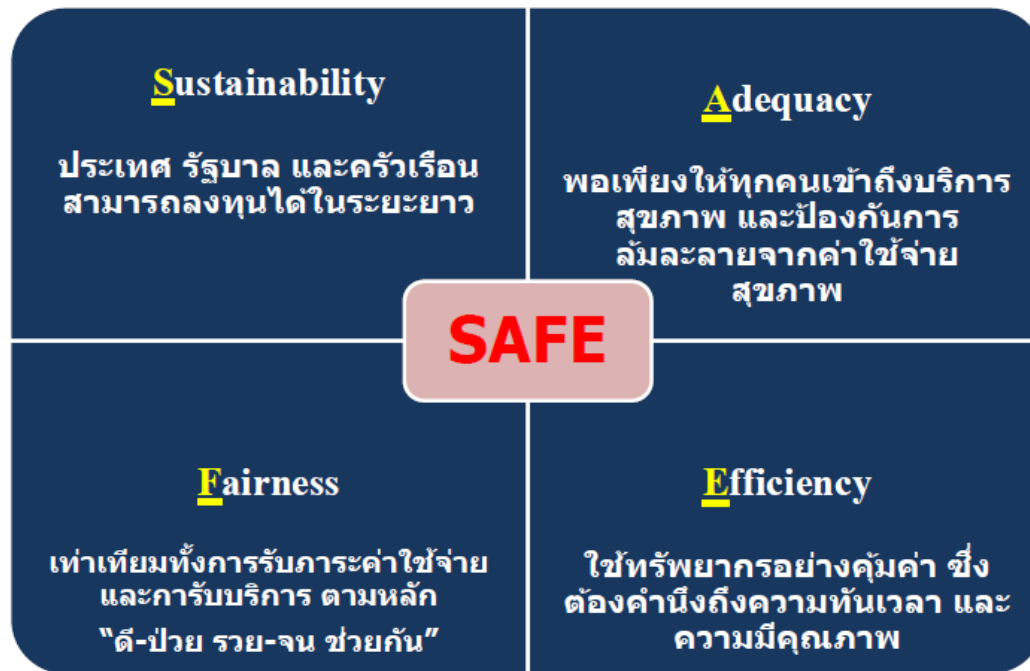 Sustainability
ประเทศ รัฐบาล และครัวเรือน
สามารถลงทุนได้ในระยะยาว
Adequacy
พอเพียงให้ทุกคนเข้าถึงบริการ
สุขภาพ และป้องกันการ
ล้มละลายจากค่าใช้จ่าย
สุขภาพ
SAFE
Fairness
เท่าเทียมทั้งการรับภาระค่าใช้จ่าย
และการับบริการ ตามหลัก
“ดี-ป่วย รวย-จน ช่วยกัน”
Efficiency
ใช้ทรัพยากรอย่างคุ้มค่า ซึ่ง
ต้องคำนึงถึงความทันเวลา และ
ความมีคุณภาพ